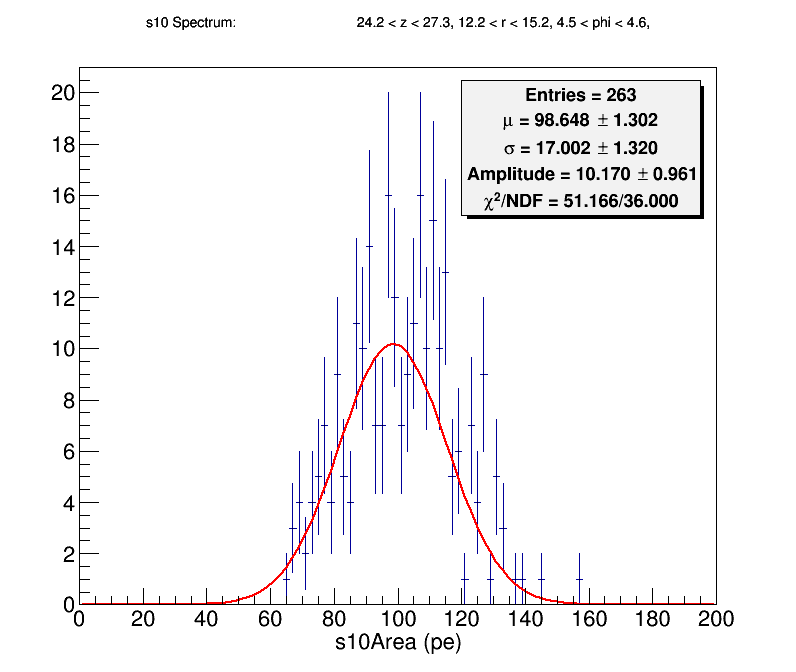 s10 Spectrum: 24.2 < z < 27.3, 12.2 < r < 15.2, 4.5 < phi < 4.6,
Entries = 263
μ = 98.648 ± 1.302
σ = 17.002 ± 1.320
Amplitude = 10.170 ± 0.961
χ²/NDF = 51.166/36.000
20
18
16
14
12
10
8
6
4
2
0
0 20 40 60 80 100 120 140 160 180 200
s10Area (pe)